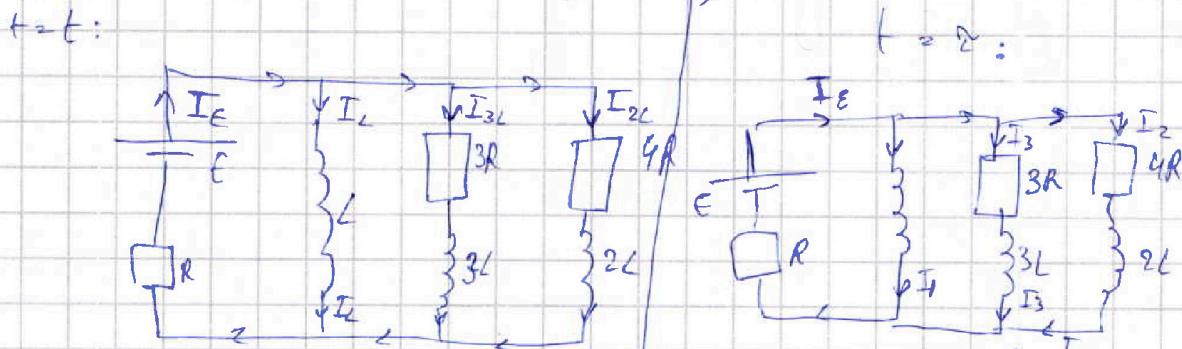 t=t:
t = τ:
I_E I_L I_3L I_2L
E 3R 4R
L
R 3L 2L
I_L
I_E I_3 I_2
E 3R 4R
R 3L 2L
I_1 I_3
I